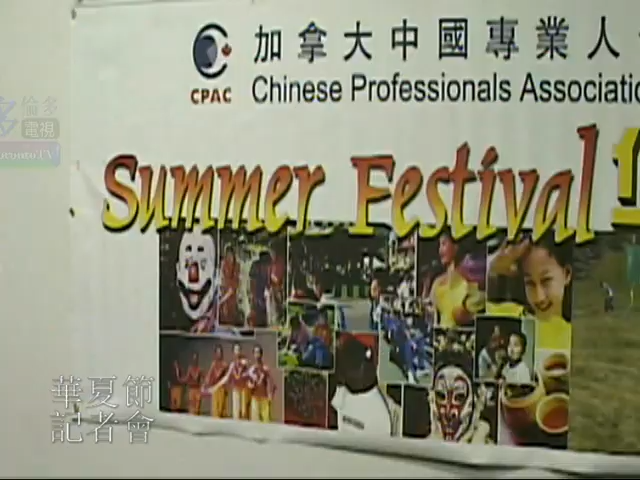 加拿大中國專業人
CPAC
Chinese Professionals Associatio
倫多
電視
TorontoTV
Summer Festival
華夏節
記者會